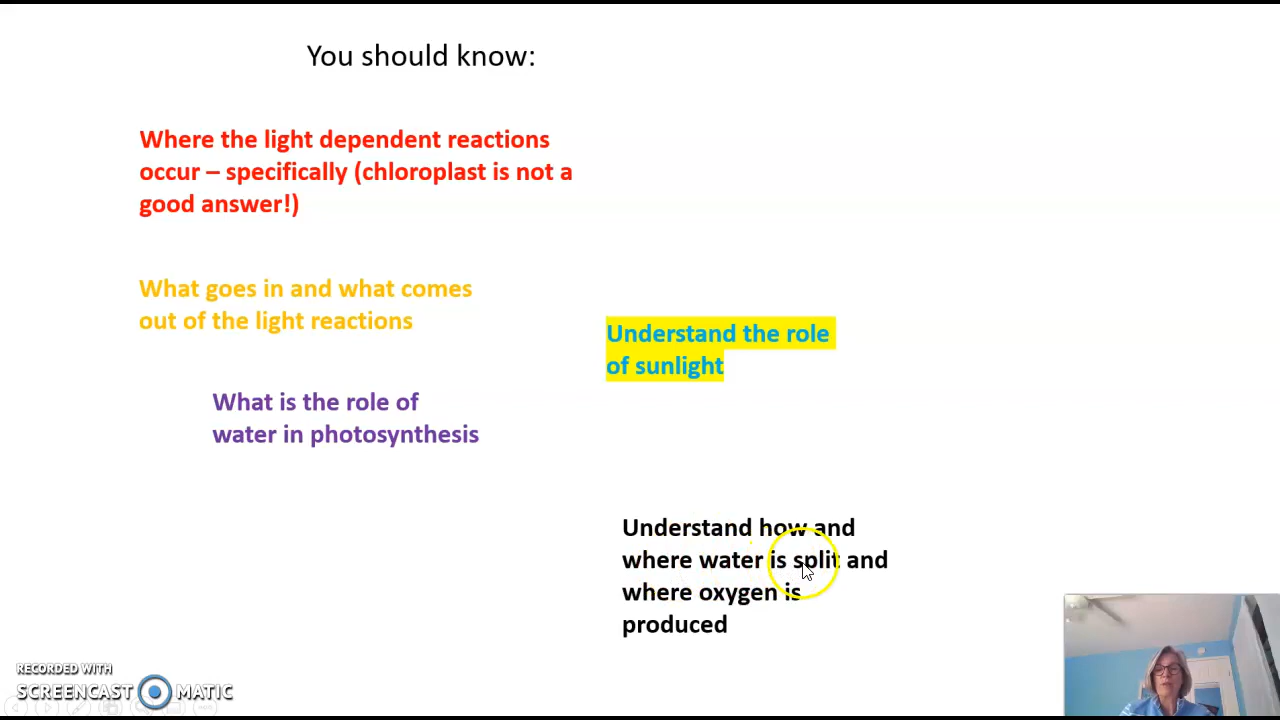 You should know:
Where the light dependent reactions
occur – specifically (chloroplast is not a
good answer!)
What goes in and what comes
out of the light reactions
Understand the role
of sunlight
What is the role of
water in photosynthesis
Understand how and
where water is split and
where oxygen is
produced
RECORDED WITH
SCREENCAST MATIC